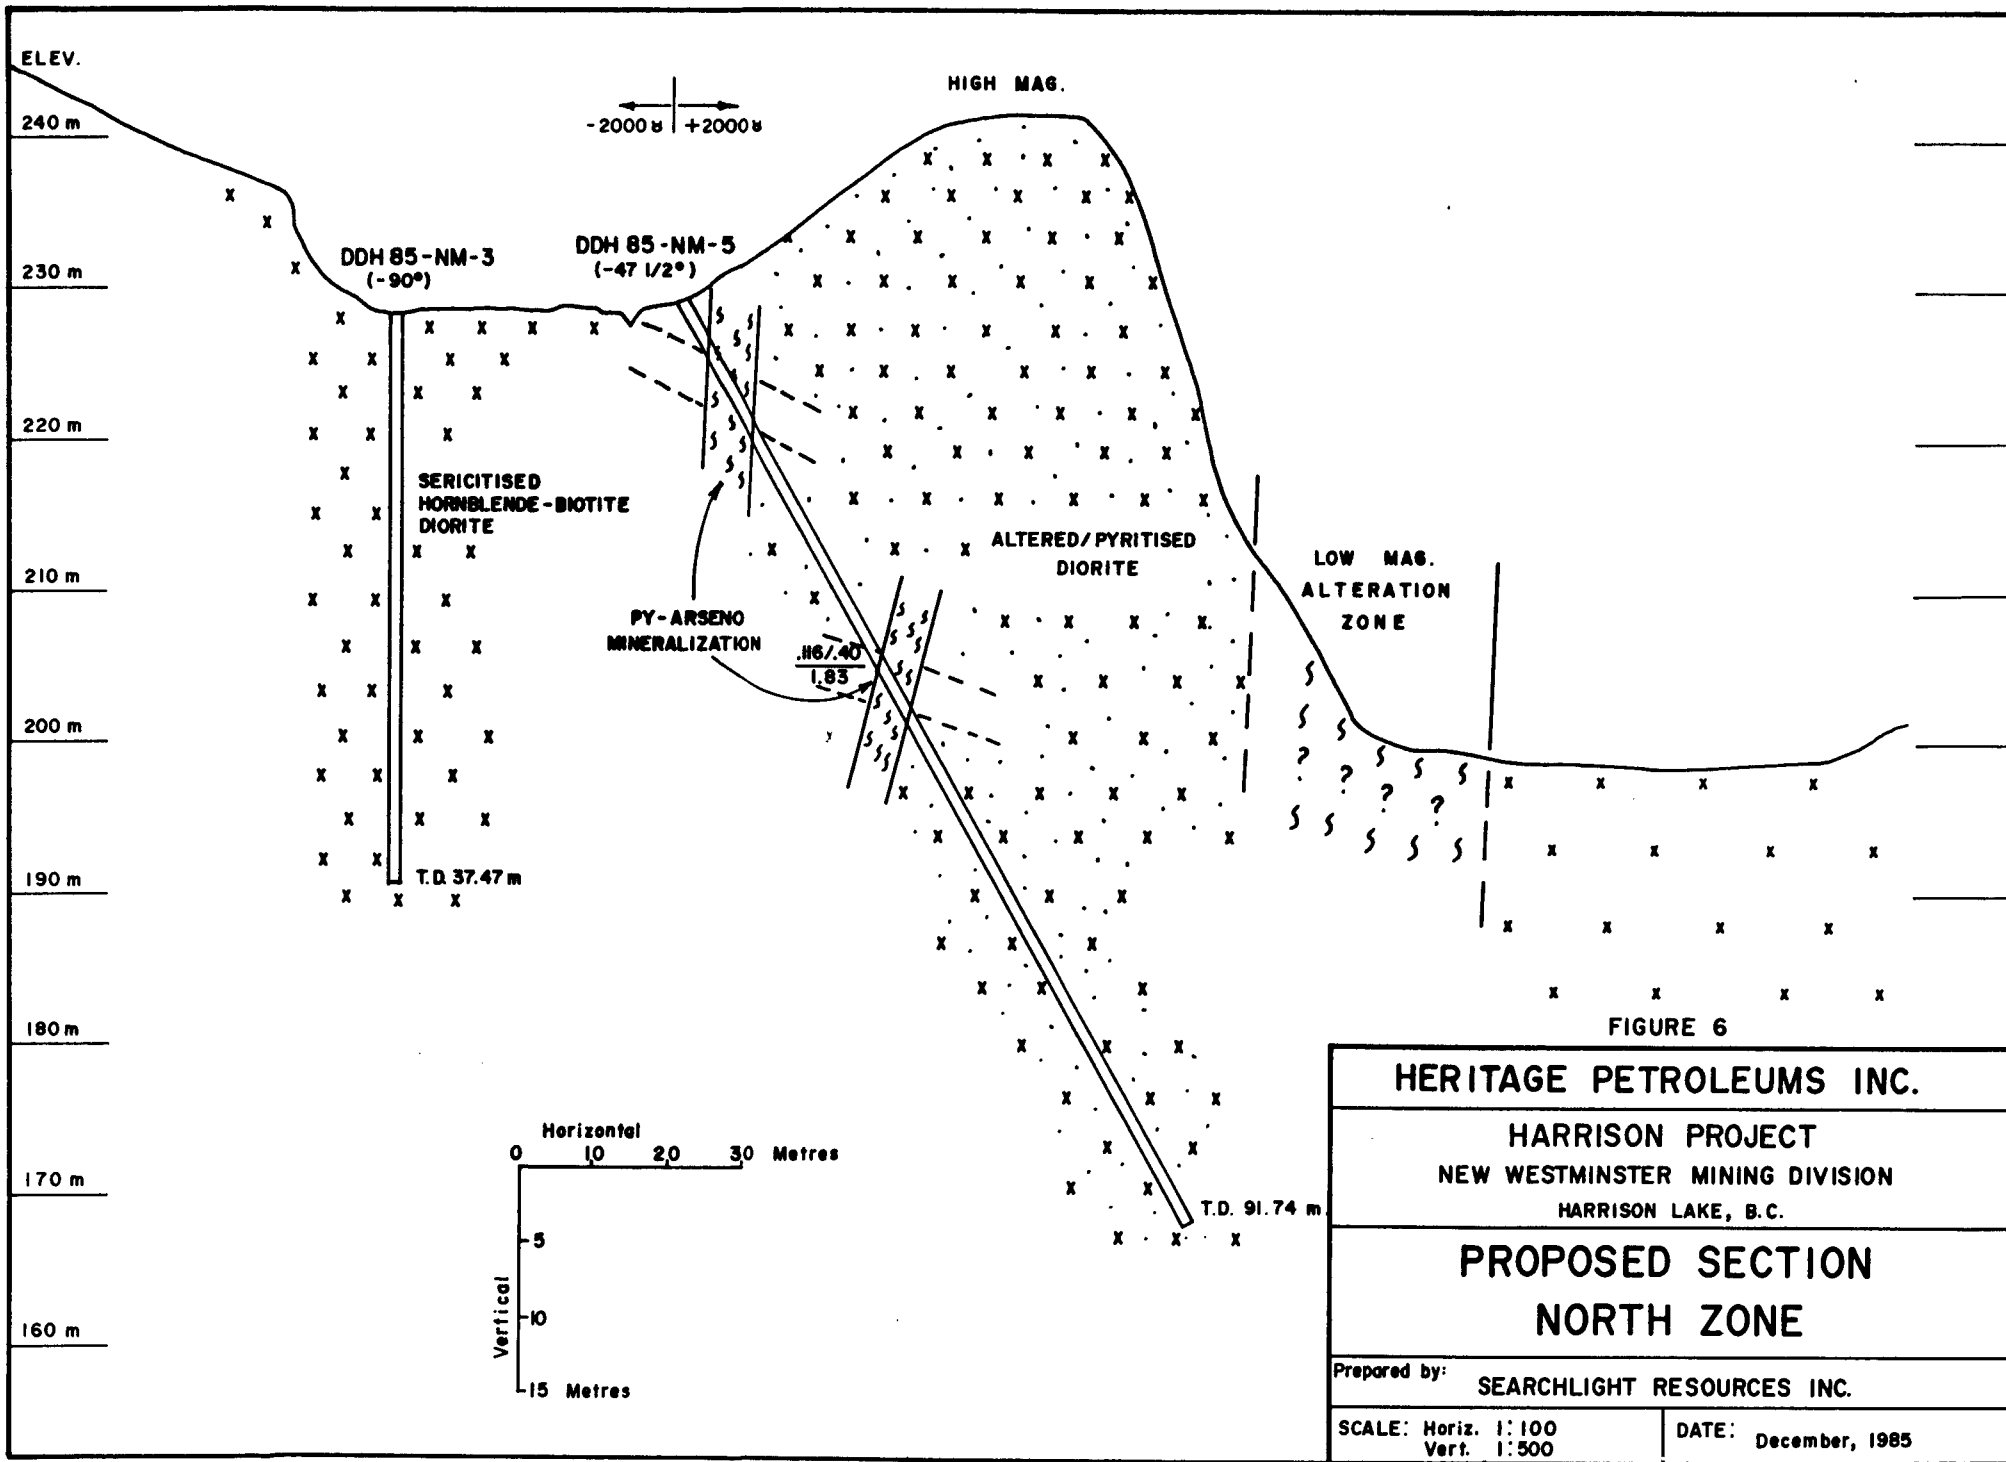 ELEV.
240 m
230 m
220 m
210 m
200 m
190 m
180 m
170 m
160 m
-2000 ४ +2000 ४
HIGH MAG.
DDH 85-NM-3
(-90°)
DDH 85-NM-5
(-47 1/2°)
SERICITISED
HORNBLENDE-BIOTITE
DIORITE
PY-ARSENO
MINERALIZATION
.116/.40
1.83
ALTERED/PYRITISED
DIORITE
LOW MAG.
ALTERATION
ZONE
? ? ? ?
T.D. 37.47 m
T.D. 91.74 m.
Horizontal
0 10 20 30 Metres
Vertical
5
10
15 Metres
FIGURE 6
HERITAGE PETROLEUMS INC.
HARRISON PROJECT
NEW WESTMINSTER MINING DIVISION
HARRISON LAKE, B.C.
PROPOSED SECTION
NORTH ZONE
Prepared by:
SEARCHLIGHT RESOURCES INC.
SCALE: Horiz. 1:100
Vert. 1:500
DATE: December, 1985